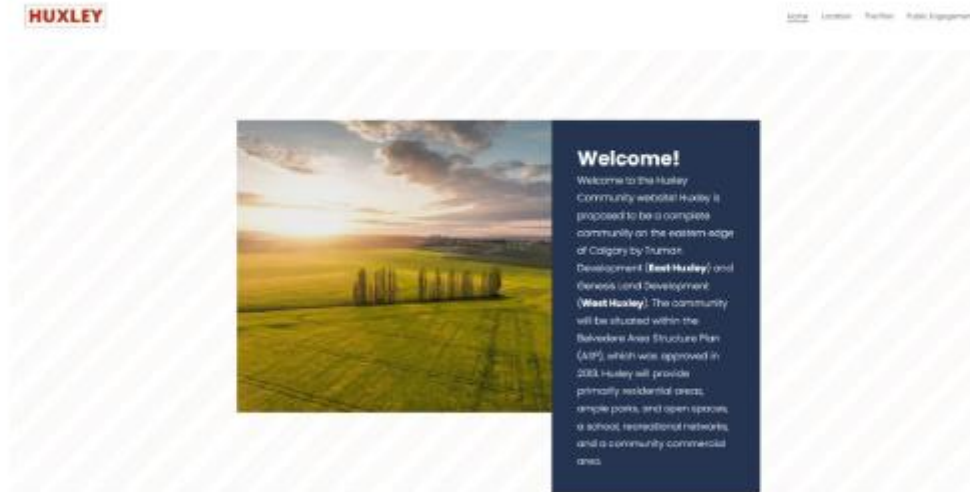 HUXLEY
Home Location The Plan Public Engagement
Welcome!
Welcome to the Huxley
Community website! Huxley is
proposed to be a complete
community on the eastern edge
of Calgary by Truman
Development (East Huxley) and
Genesis Land Development
(West Huxley). The community
will be situated within the
Belvedere Area Structure Plan
(ASP), which was approved in
2013. Huxley will provide
primarily residential areas,
ample parks, and open spaces,
a school, recreational networks,
and a community commercial
area.